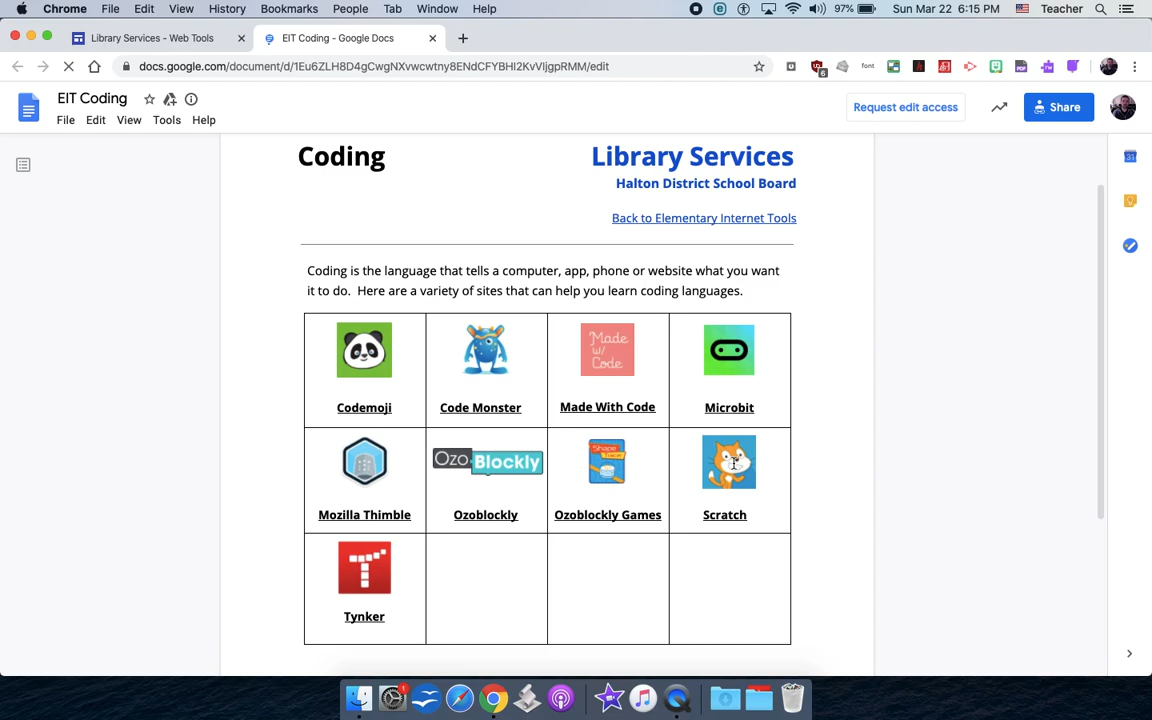 Chrome File Edit View History Bookmarks People Tab Window Help 97% Sun Mar 22 6:15 PM Teacher
Library Services - Web Tools EIT Coding - Google Docs
docs.google.com/document/d/1Eu6ZLH8D4gCwgNXvwcwtny8ENdCFYBHI2KvVljgpRMM/edit
6
font
EIT Coding
Request edit access
Share
File Edit View Tools Help
31
Coding
Library Services
Halton District School Board
Back to Elementary Internet Tools
Coding is the language that tells a computer, app, phone or website what you want
it to do. Here are a variety of sites that can help you learn coding languages.
Made
w/
Code
Codemoji Code Monster Made With Code Microbit
Ozo Blockly
Shape
Mozilla Thimble Ozoblockly Ozoblockly Games Scratch
Tynker
1